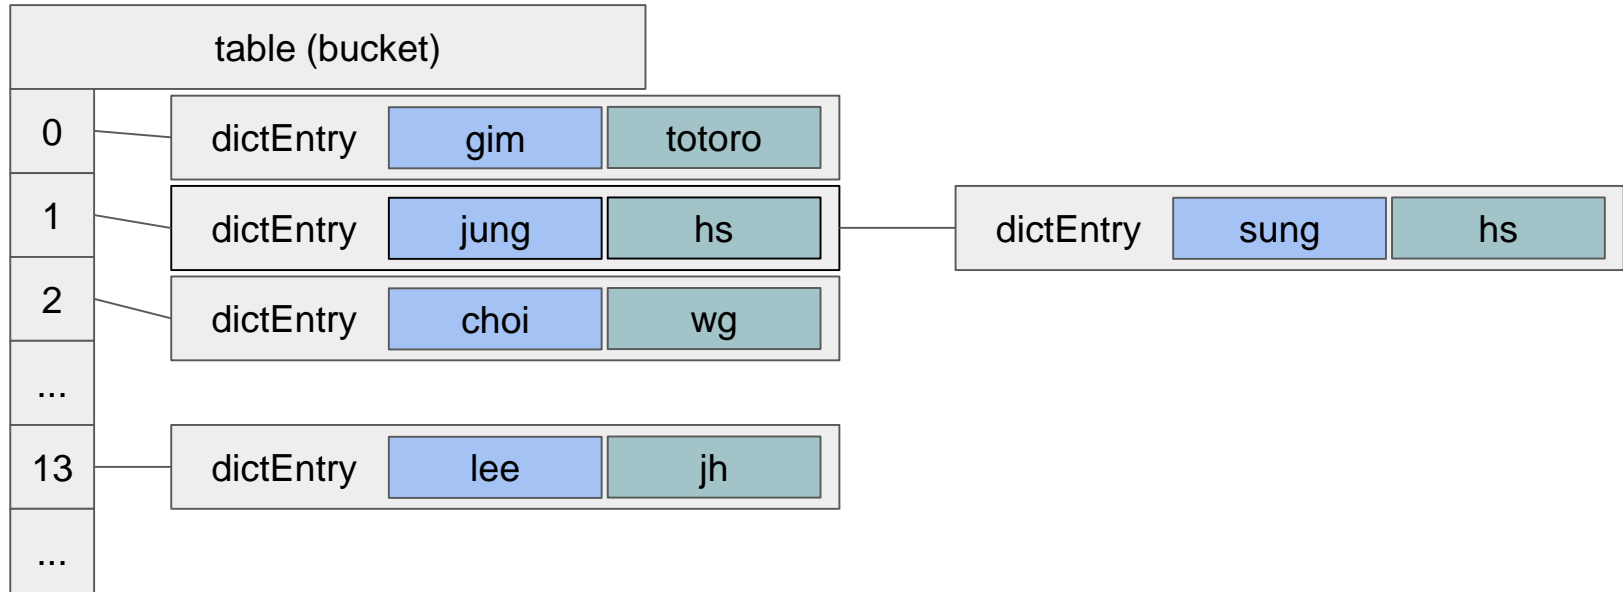 table (bucket)
0 dictEntry gim totoro
1 dictEntry jung hs dictEntry sung hs
2 dictEntry choi wg
...
13 dictEntry lee jh
...